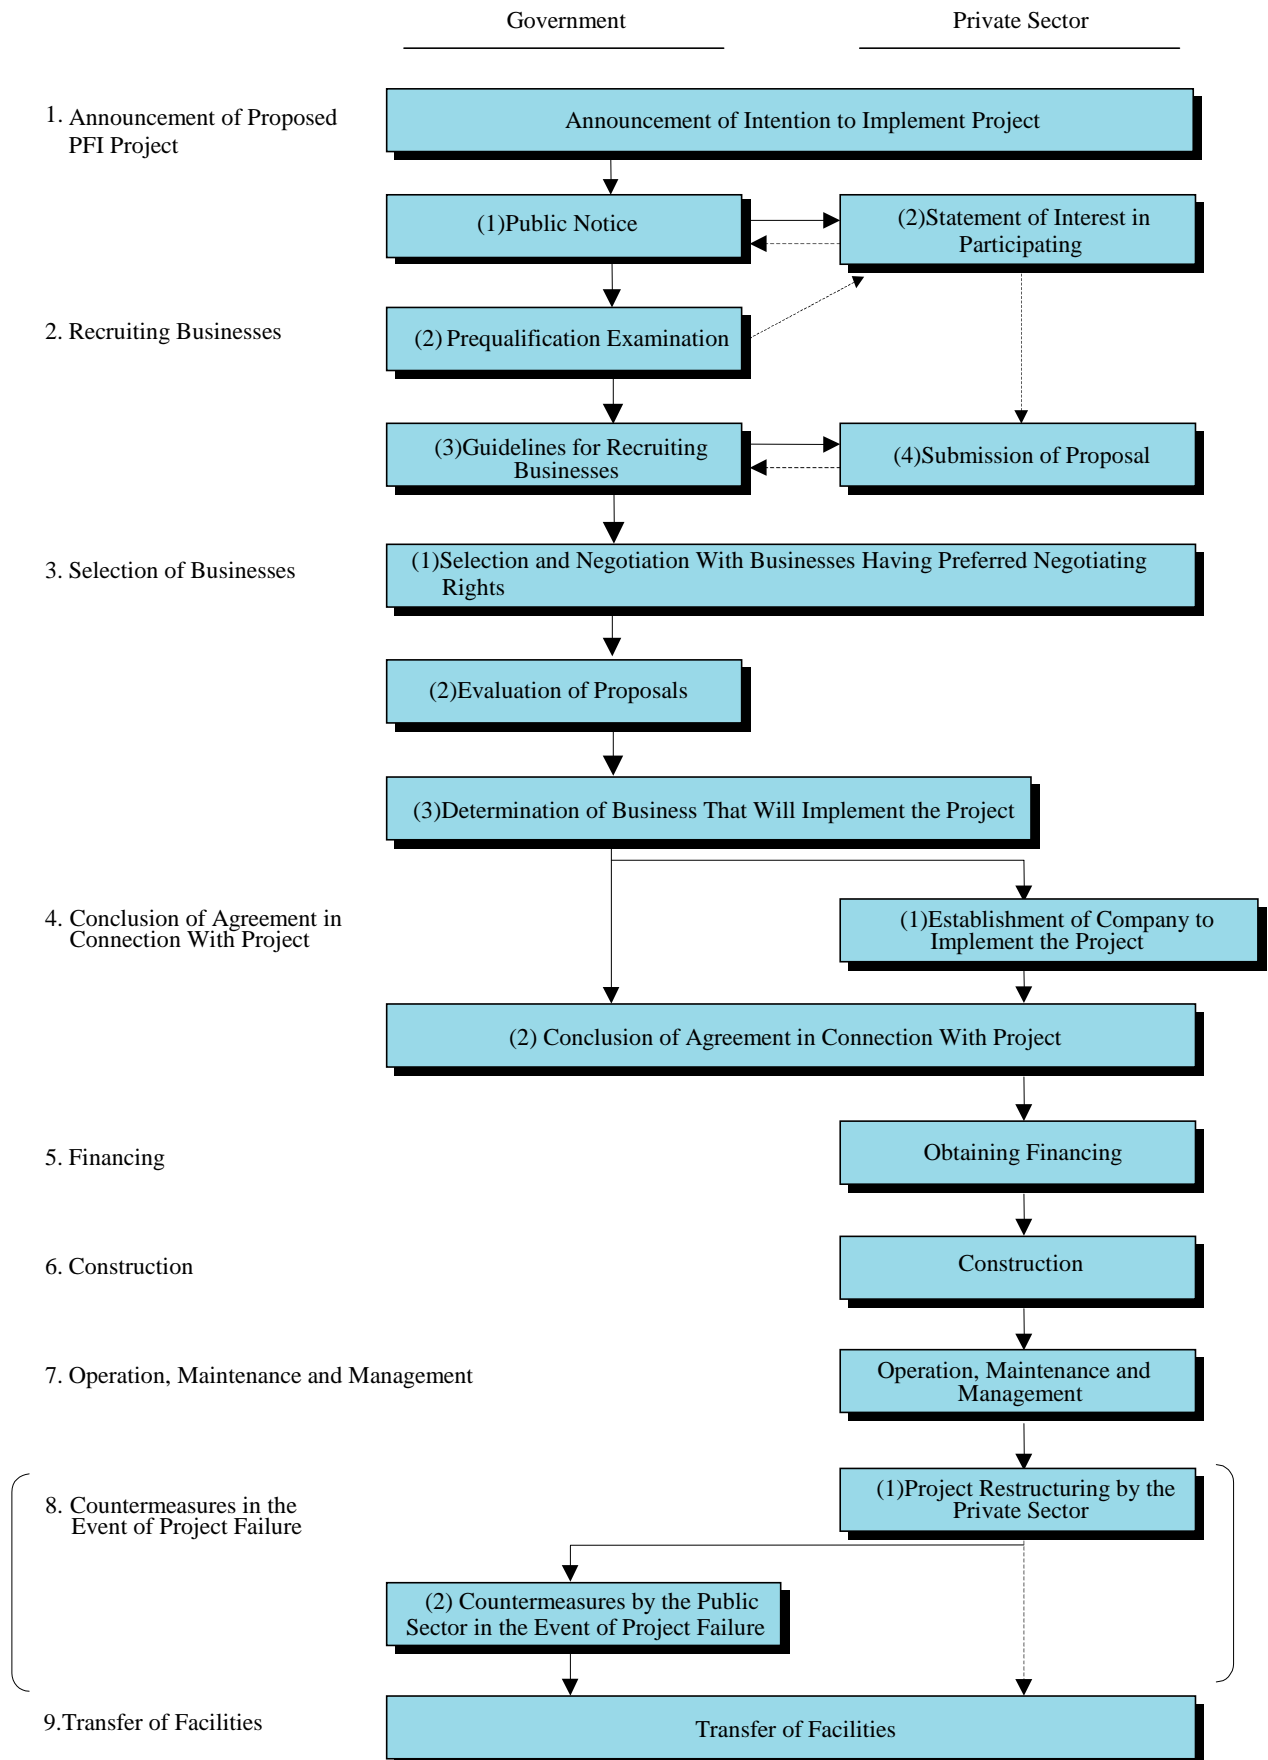 Government
Private Sector
1. Announcement of Proposed
PFI Project
Announcement of Intention to Implement Project
(1)Public Notice
(2)Statement of Interest in
Participating
2. Recruiting Businesses
(2) Prequalification Examination
(3)Guidelines for Recruiting
Businesses
(4)Submission of Proposal
3. Selection of Businesses
(1)Selection and Negotiation With Businesses Having Preferred Negotiating
Rights
(2)Evaluation of Proposals
(3)Determination of Business That Will Implement the Project
4. Conclusion of Agreement in
Connection With Project
(1)Establishment of Company to
Implement the Project
(2) Conclusion of Agreement in Connection With Project
5. Financing
Obtaining Financing
6. Construction
Construction
7. Operation, Maintenance and Management
Operation, Maintenance and
Management
8. Countermeasures in the
Event of Project Failure
(1)Project Restructuring by the
Private Sector
(2) Countermeasures by the Public
Sector in the Event of Project Failure
9.Transfer of Facilities
Transfer of Facilities